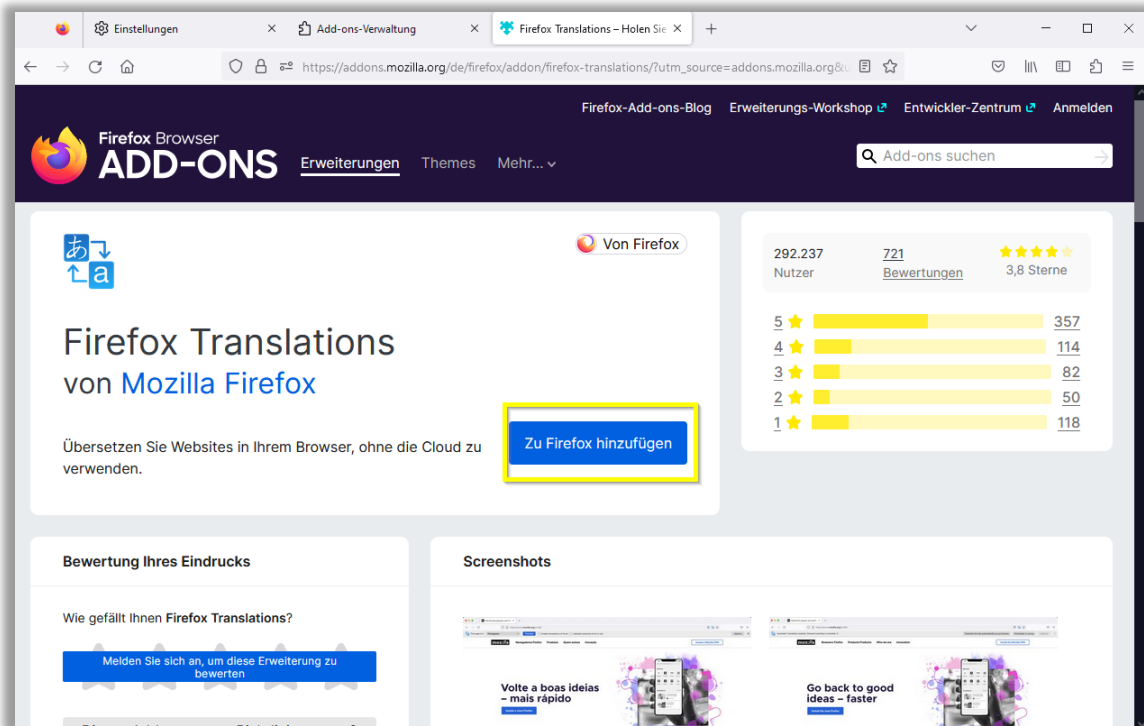 Einstellungen
Add-ons-Verwaltung
Firefox Translations – Holen Sie
https://addons.mozilla.org/de/firefox/addon/firefox-translations/?utm_source=addons.mozilla.org&u
Firefox-Add-ons-Blog Erweiterungs-Workshop Entwickler-Zentrum Anmelden
Firefox Browser
ADD-ONS
Erweiterungen Themes Mehr...
Add-ons suchen
あ
a
Von Firefox
Firefox Translations
von Mozilla Firefox
Übersetzen Sie Websites in Ihrem Browser, ohne die Cloud zu
verwenden.
Zu Firefox hinzufügen
292.237 721
Nutzer Bewertungen 3,8 Sterne
5 357
4 114
3 82
2 50
1 118
Bewertung Ihres Eindrucks
Wie gefällt Ihnen Firefox Translations?
Melden Sie sich an, um diese Erweiterung zu
bewerten
Screenshots
Volte a boas ideias
– mais rápido
Go back to good
ideas – faster